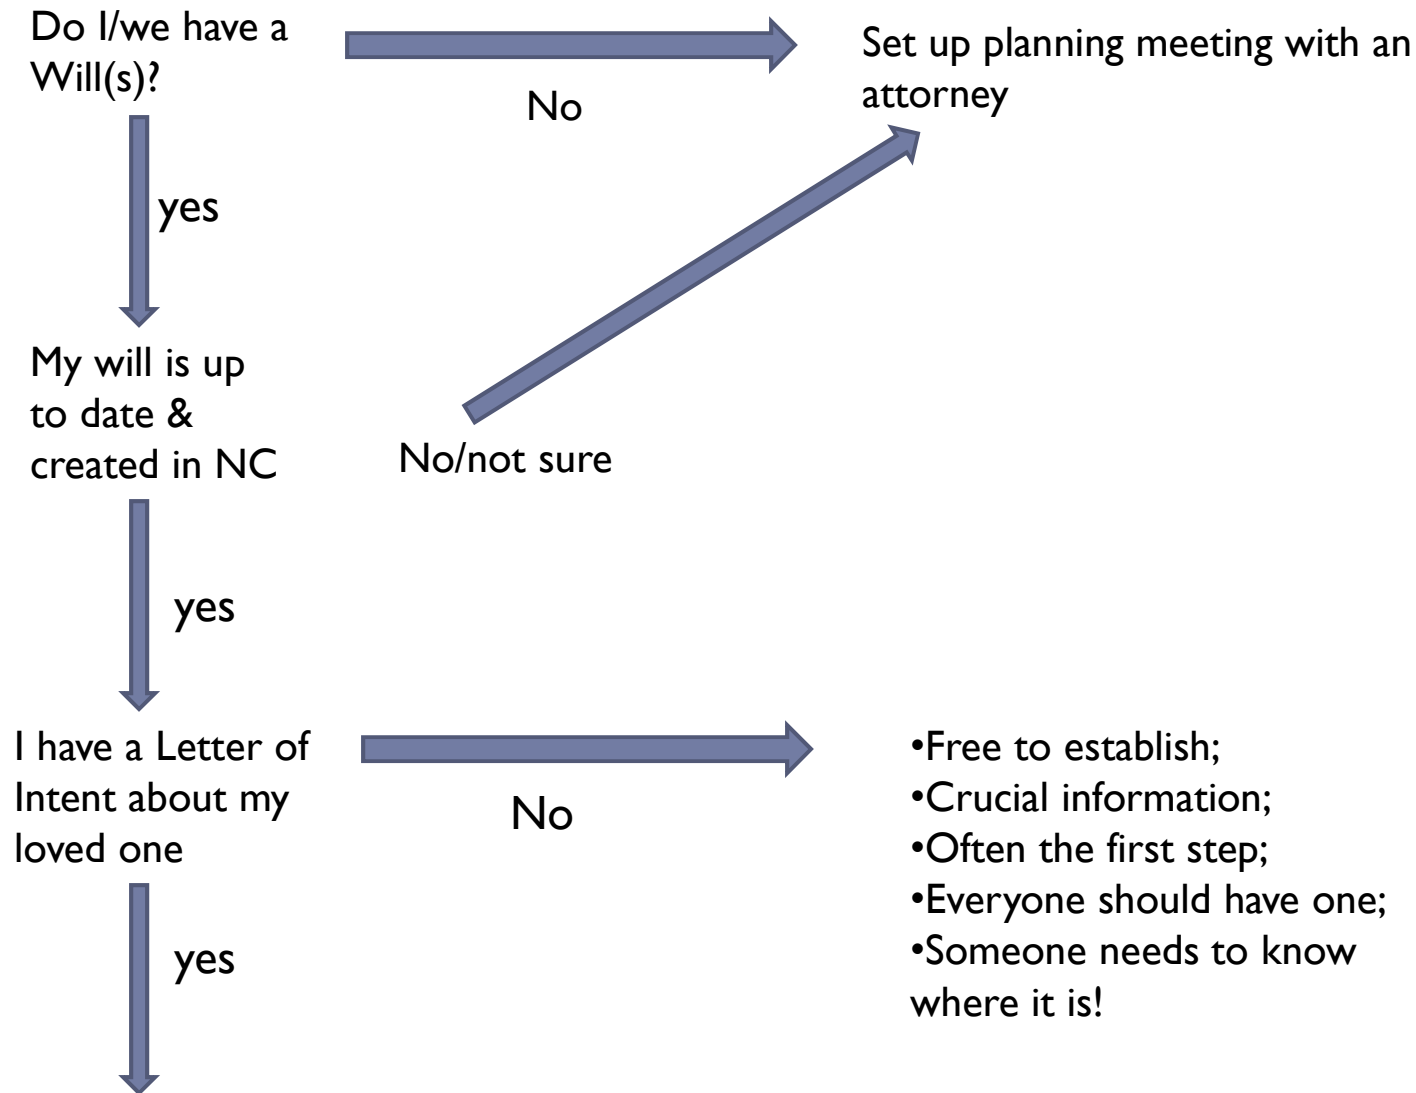 Do I/we have a
Will(s)?
No
Set up planning meeting with an
attorney
yes
My will is up
to date &
created in NC
No/not sure
yes
I have a Letter of
Intent about my
loved one
No
•Free to establish;
•Crucial information;
•Often the first step;
•Everyone should have one;
•Someone needs to know
where it is!
yes